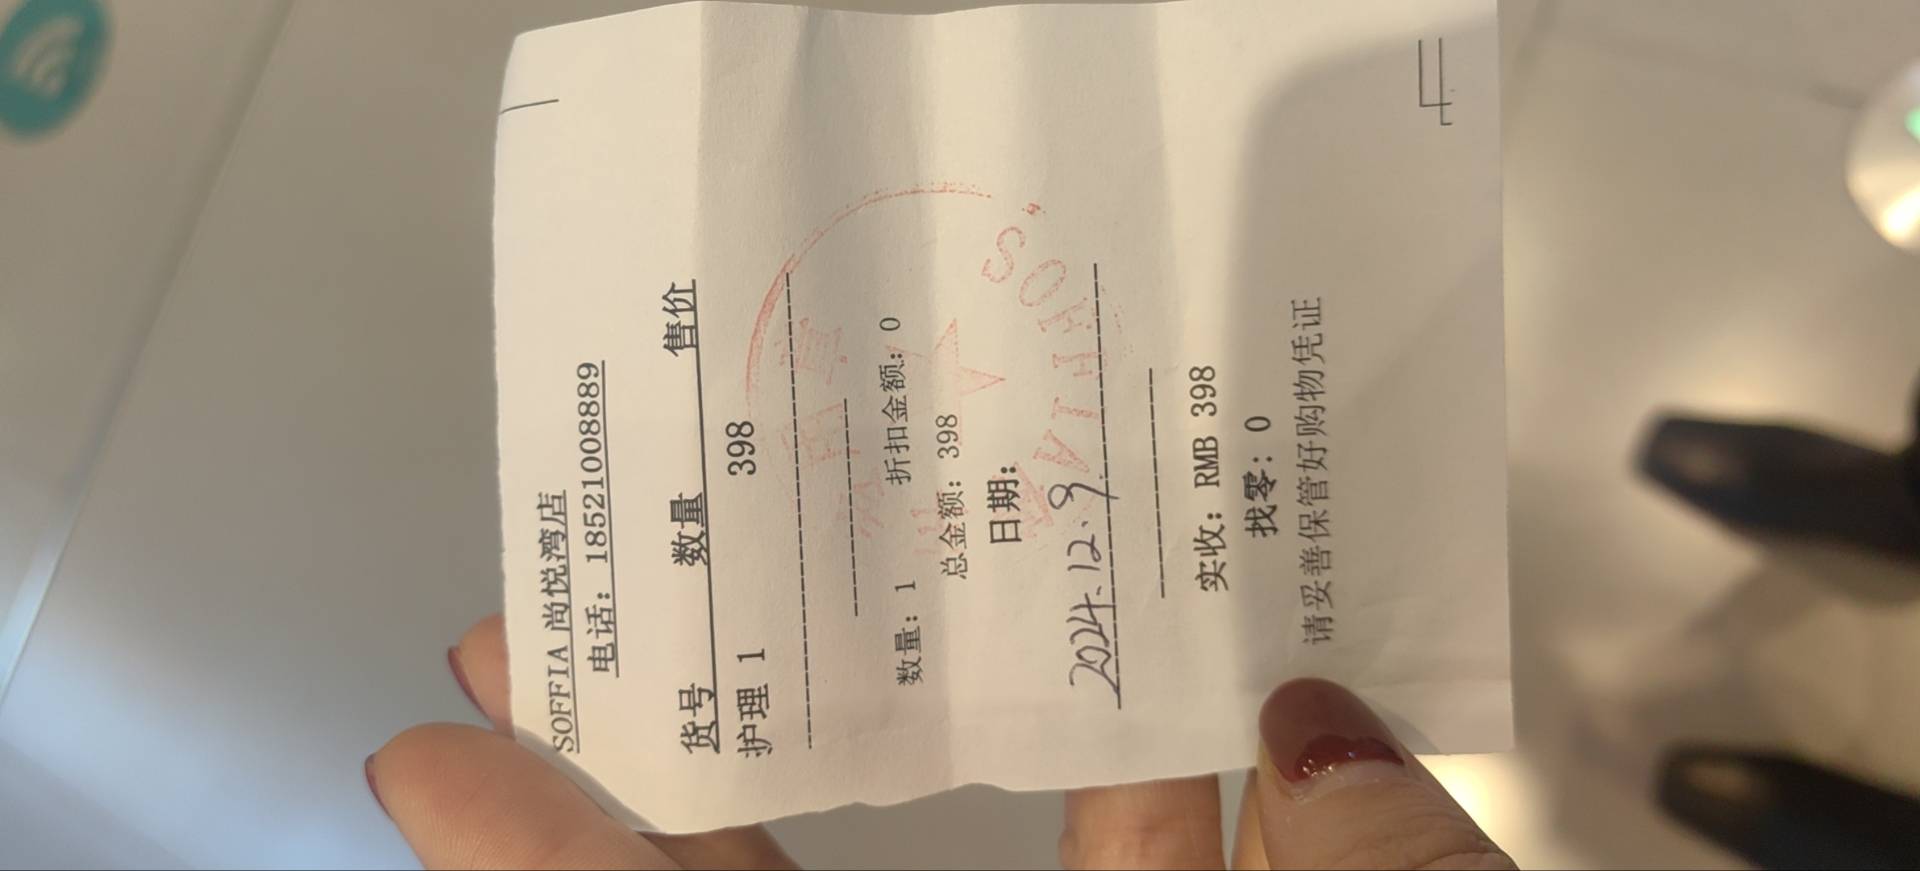 SOFFIA 尚悦湾店
电话：18521008889
货号 数量 售价
护理 1 398
数量：1 折扣金额：0
总金额：398
日期：
2024.12.9
实收：RMB 398
找零：0
请妥善保管好购物凭证
SOFFIA